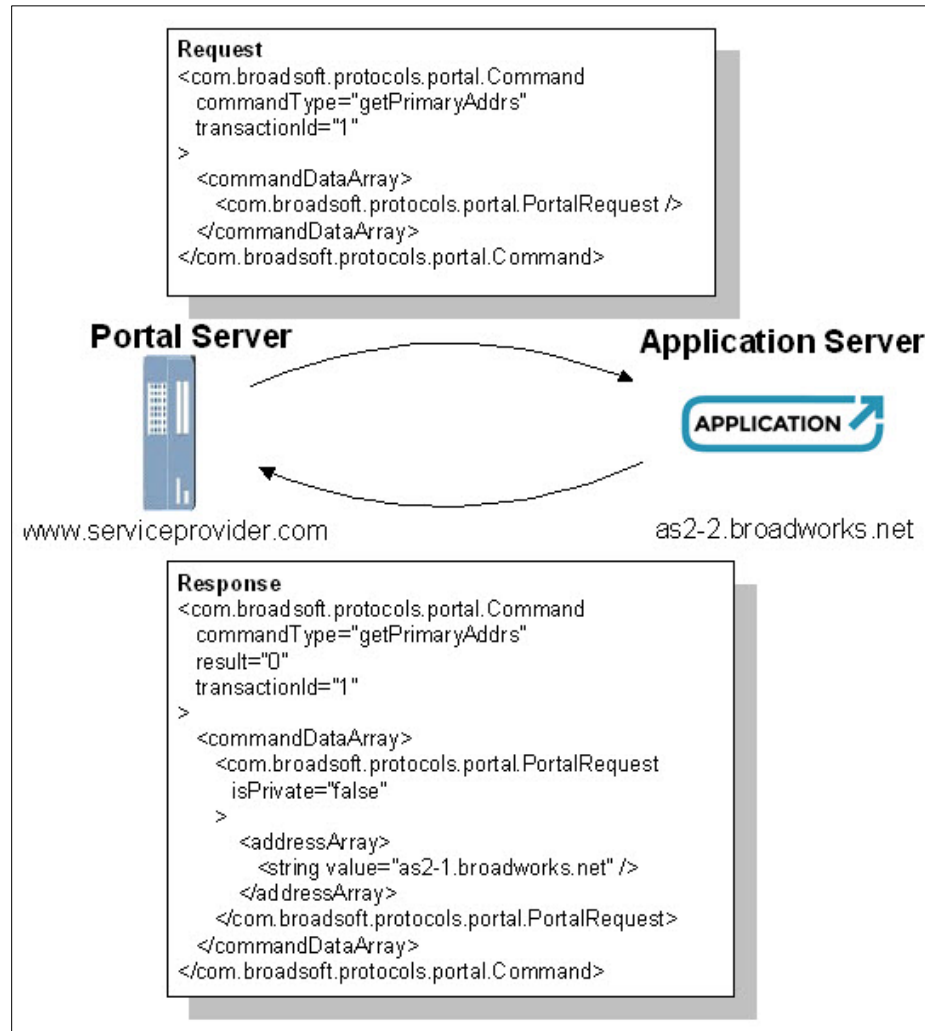 Request
<com.broadsoft.protocols.portal.Command
commandType="getPrimaryAddrs"
transactionId="1"
>
<commandDataArray>
<com.broadsoft.protocols.portal.PortalRequest />
</commandDataArray>
</com.broadsoft.protocols.portal.Command>
Portal Server
Application Server
APPLICATION
www.serviceprovider.com
as2-2.broadworks.net
Response
<com.broadsoft.protocols.portal.Command
commandType="getPrimaryAddrs"
result="0"
transactionId="1"
>
<commandDataArray>
<com.broadsoft.protocols.portal.PortalRequest
isPrivate="false"
>
<addressArray>
<string value="as2-1.broadworks.net" />
</addressArray>
</com.broadsoft.protocols.portal.PortalRequest>
</commandDataArray>
</com.broadsoft.protocols.portal.Command>